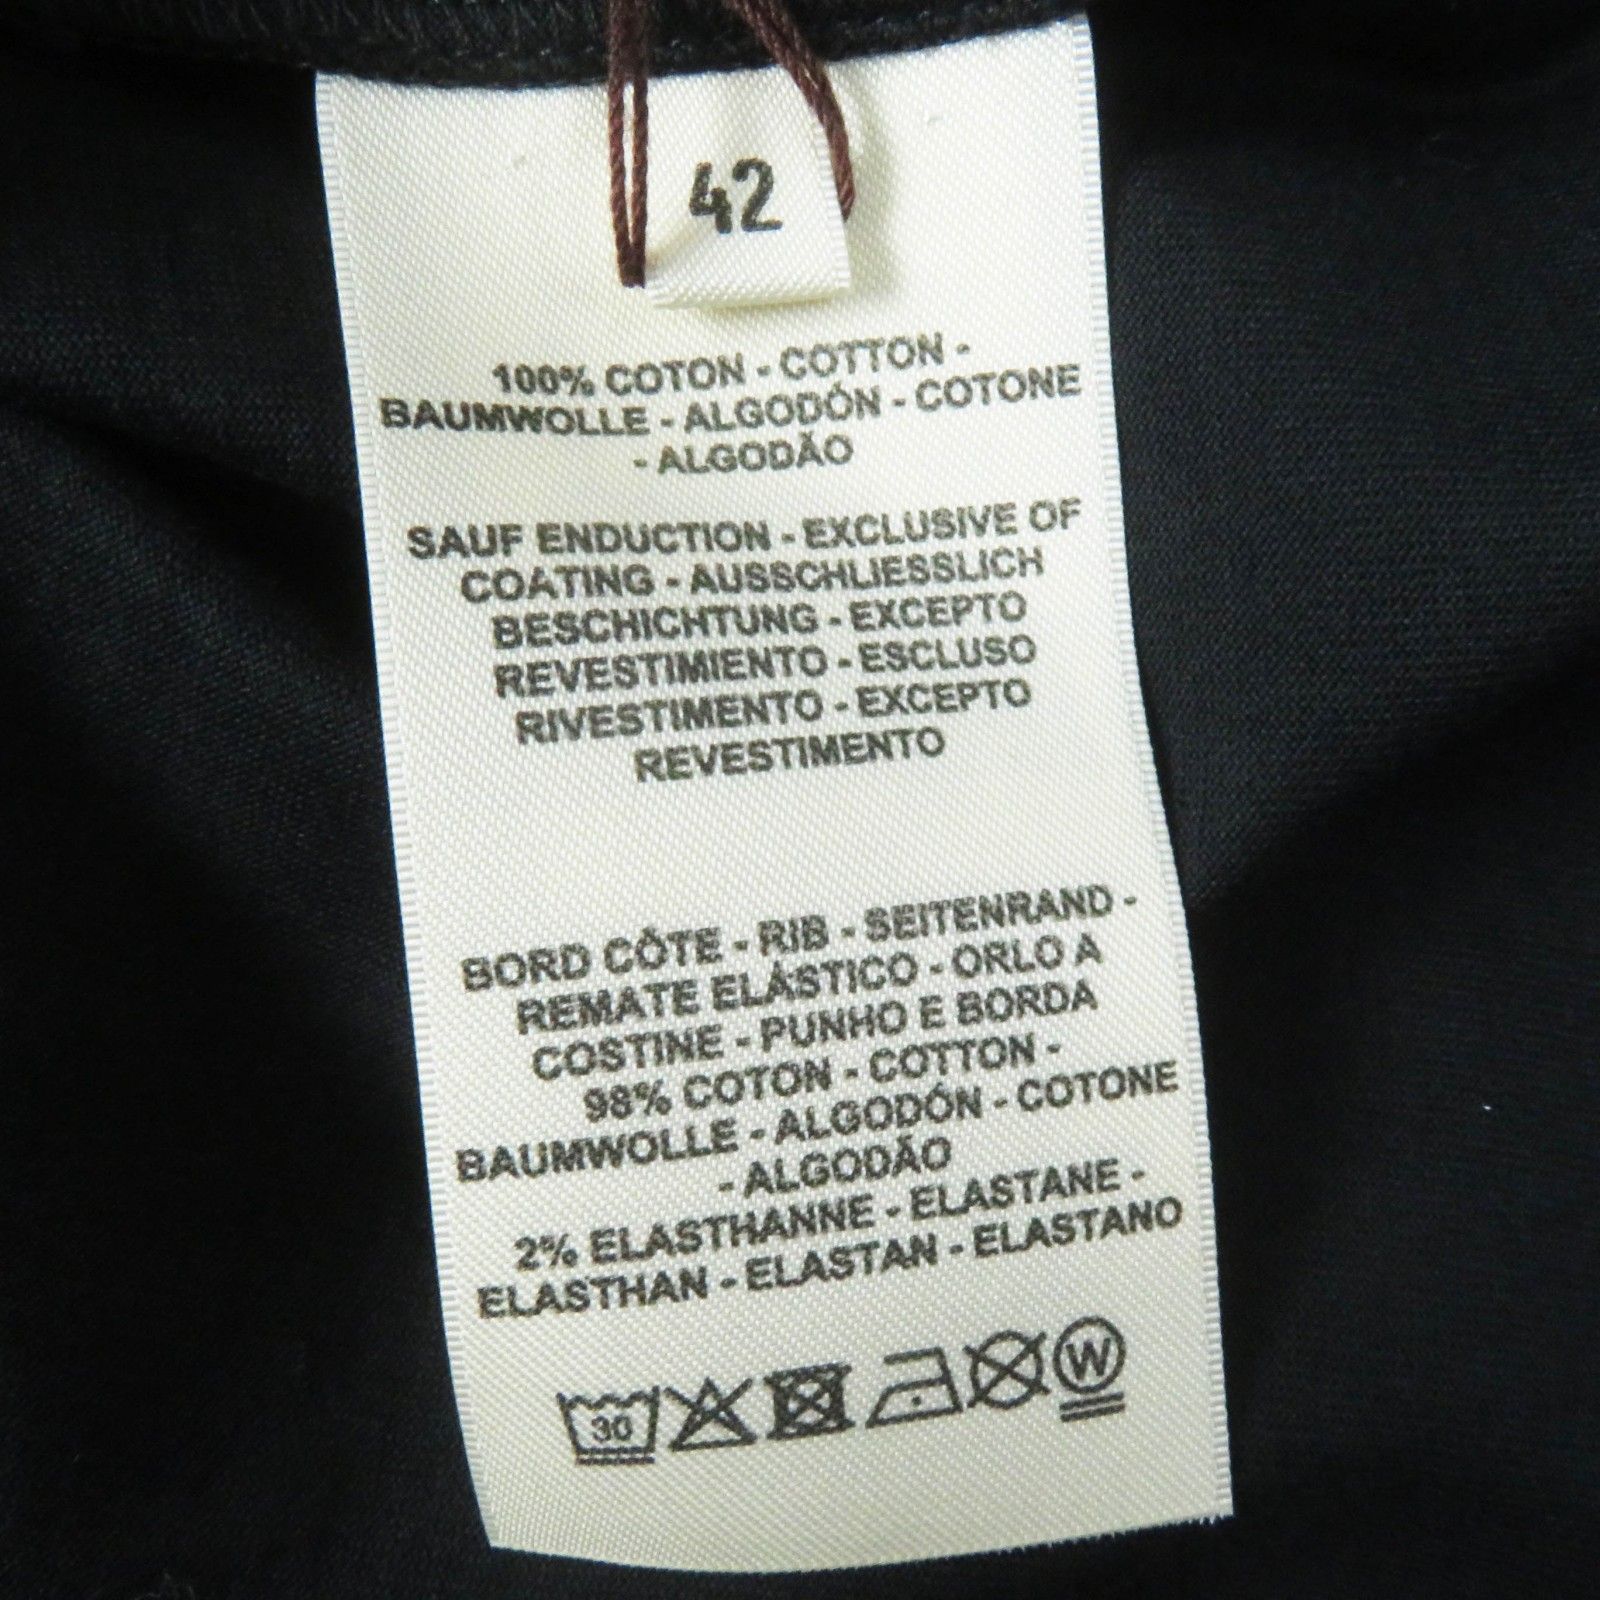 42
100% COTON - COTTON -
BAUMWOLLE - ALGODÓN - COTONE
- ALGODÃO
SAUF ENDUCTION - EXCLUSIVE OF
COATING - AUSSCHLIESSLICH
BESCHICHTUNG - EXCEPTO
REVESTIMIENTO - ESCLUSO
RIVESTIMENTO - EXCEPTO
REVESTIMENTO
BORD CÔTE - RIB - SEITENRAND -
REMATE ELÁSTICO - ORLO A
COSTINE - PUNHO E BORDA
98% COTON - COTTON -
BAUMWOLLE - ALGODÓN - COTONE
- ALGODÃO
2% ELASTHANNE - ELASTANE -
ELASTHAN - ELASTAN - ELASTANO
30 W